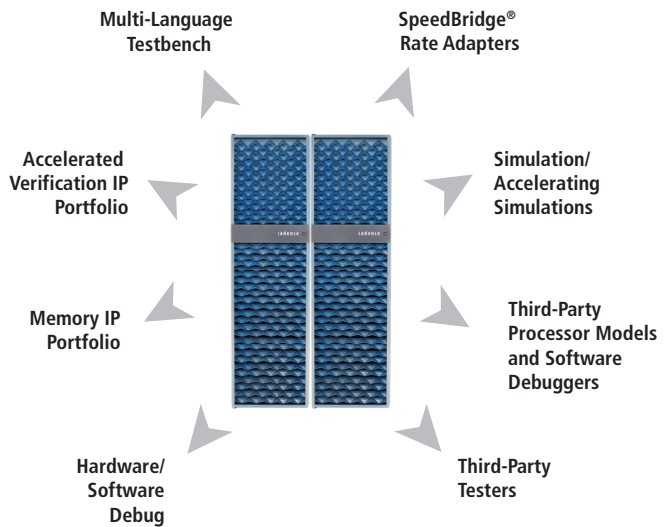 Multi-Language
Testbench
SpeedBridge®
Rate Adapters
Accelerated
Verification IP
Portfolio
Simulation/
Accelerating
Simulations
cadence
cadence
Memory IP
Portfolio
Third-Party
Processor Models
and Software
Debuggers
Hardware/
Software
Debug
Third-Party
Testers